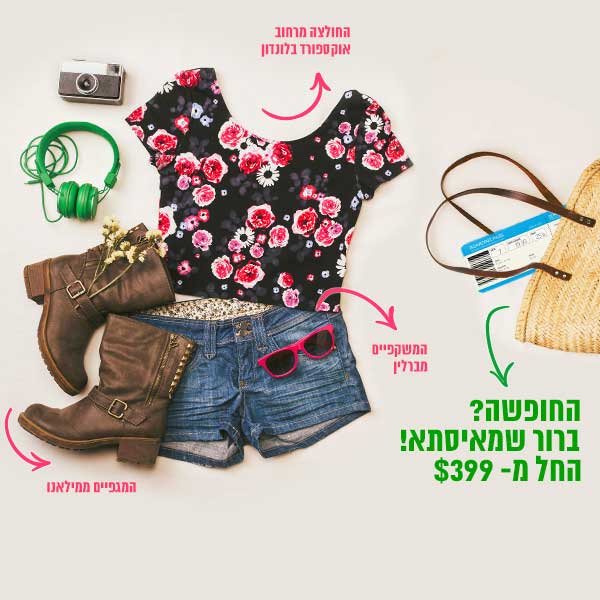 החולצה מרחוב
אוקספורד בלונדון
המשקפיים
מברלין
החופשה?
ברור שמאיסתא!
החל מ- 399$
המגפיים ממילאנו